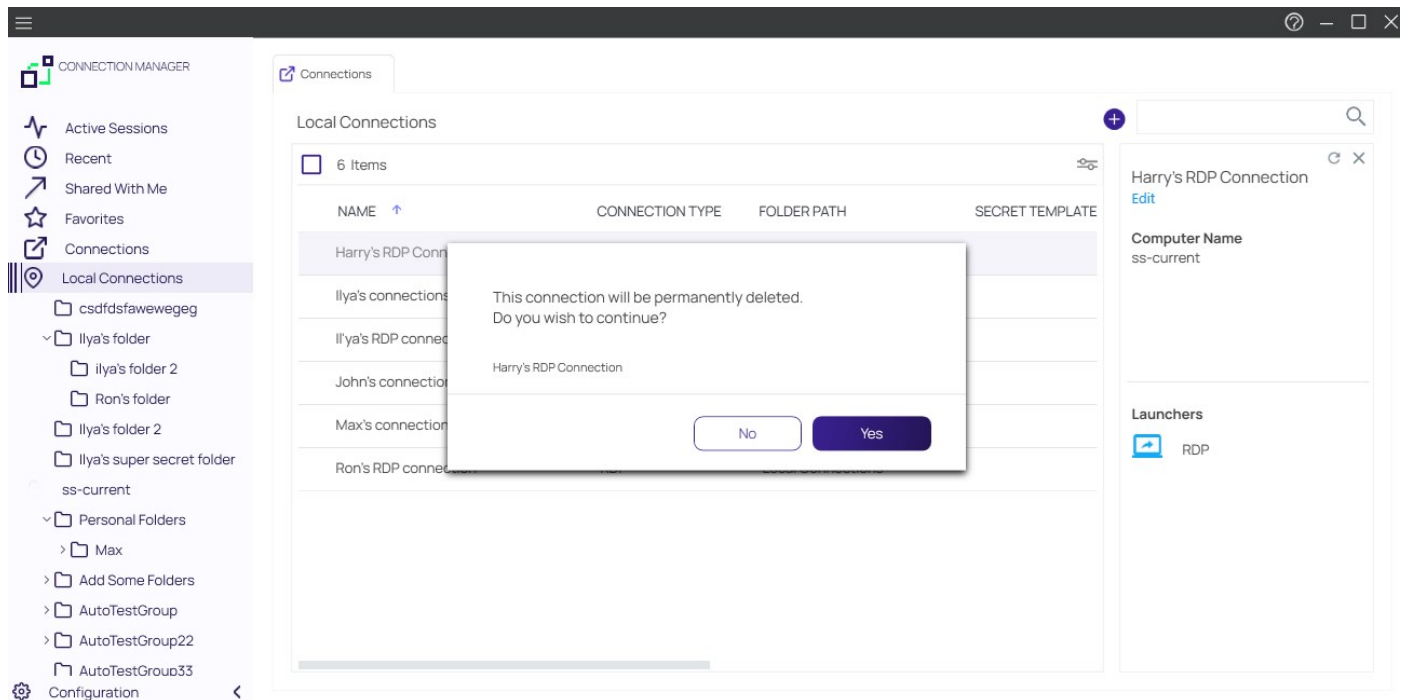 CONNECTION MANAGER
Active Sessions
Recent
Shared With Me
Favorites
Connections
Local Connections
csdfdsfawewegeg
Ilya's folder
ilya's folder 2
Ron's folder
Ilya's folder 2
Ilya's super secret folder
ss-current
Personal Folders
Max
Add Some Folders
AutoTestGroup
AutoTestGroup22
AutoTestGroup33
Configuration
Connections
Local Connections
6 Items
NAME CONNECTION TYPE FOLDER PATH SECRET TEMPLATE
Harry's RDP Conn
Ilya's connections
Il'ya's RDP connec
John's connection
Max's connection
Ron's RDP connection
This connection will be permanently deleted.
Do you wish to continue?
Harry's RDP Connection
No Yes
Harry's RDP Connection
Edit
Computer Name
ss-current
Launchers
RDP